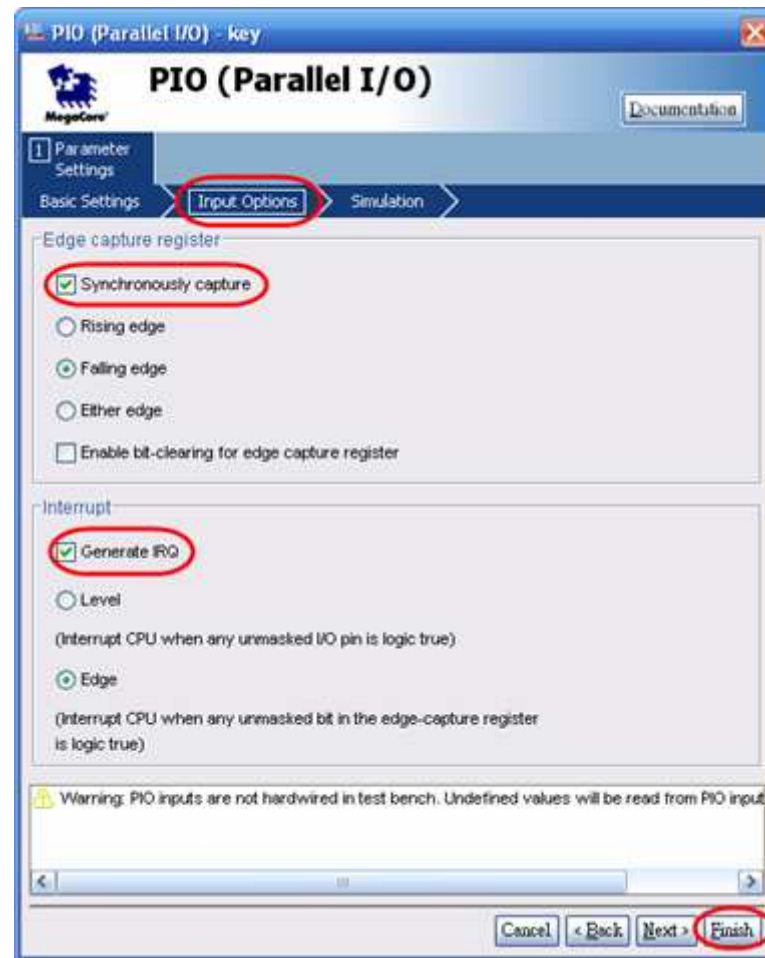 PIO (Parallel I/O) - key
PIO (Parallel I/O)
MegaCore'
Documentation
1 Parameter
Settings
Basic Settings
Input Options
Simulation
Edge capture register
Synchronously capture
Rising edge
Falling edge
Either edge
Enable bit-clearing for edge capture register
Interrupt
Generate IRQ
Level
(Interrupt CPU when any unmasked I/O pin is logic true)
Edge
(Interrupt CPU when any unmasked bit in the edge-capture register
is logic true)
Warning: PIO inputs are not hardwired in test bench. Undefined values will be read from PIO input
Cancel
< Back
Next >
Finish